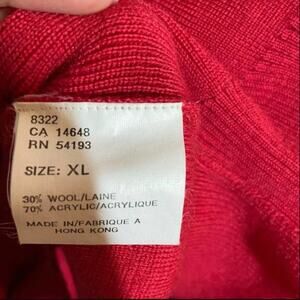 8322
CA 14648
RN 54193
SIZE: XL
30% WOOL/LAINE
70% ACRYLIC/ACRYLIQUE
MADE IN/FABRIQUE A
HONG KONG